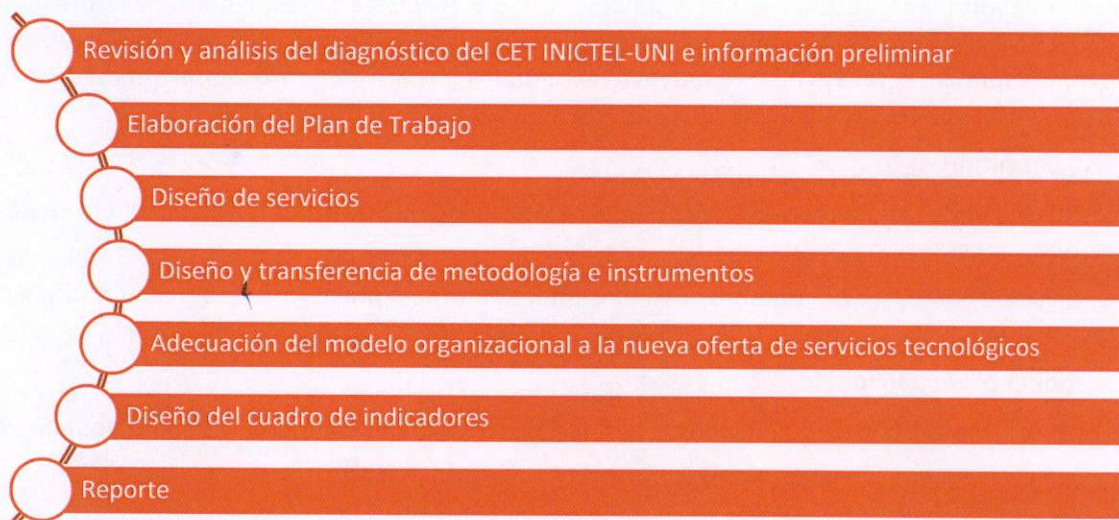 Revisión y análisis del diagnóstico del CET INICTEL-UNI e información preliminar
Elaboración del Plan de Trabajo
Diseño de servicios
Diseño y transferencia de metodología e instrumentos
Adecuación del modelo organizacional a la nueva oferta de servicios tecnológicos
Diseño del cuadro de indicadores
Reporte